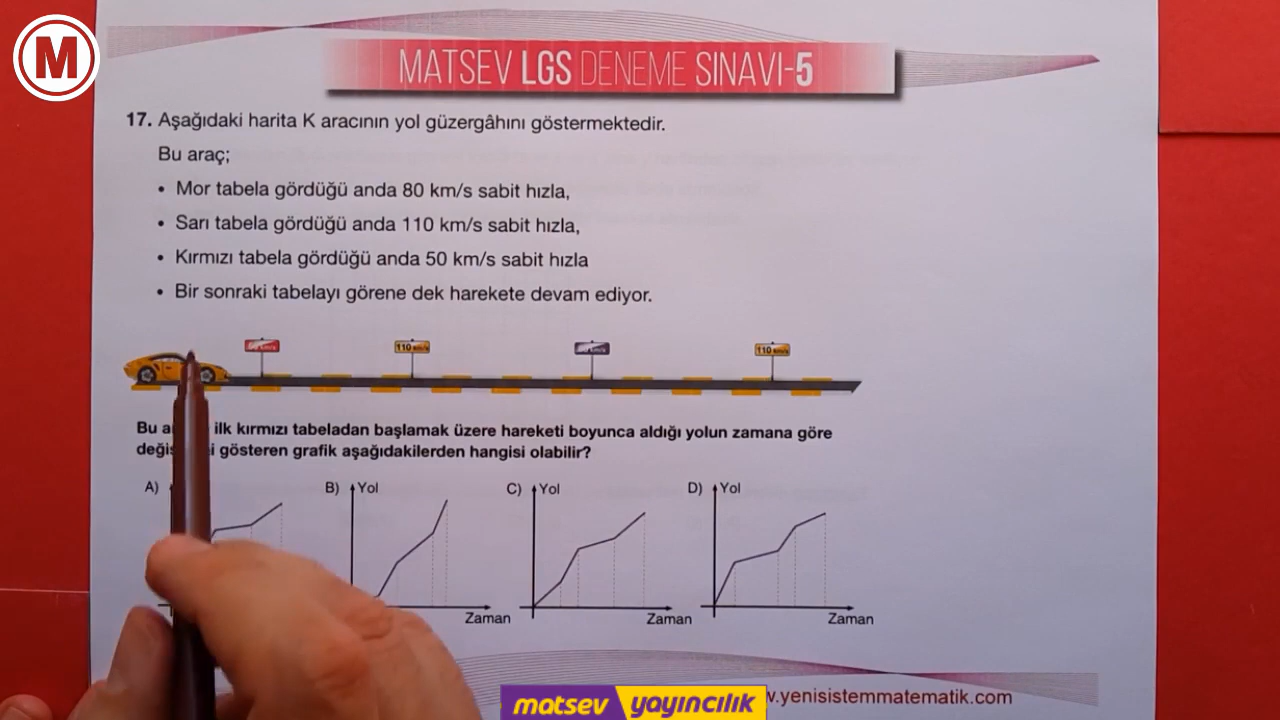 M
MATSEV LGS DENEME SINAVI-5
17. Aşağıdaki harita K aracının yol güzergâhını göstermektedir.
Bu araç;
• Mor tabela gördüğü anda 80 km/s sabit hızla,
• Sarı tabela gördüğü anda 110 km/s sabit hızla,
• Kırmızı tabela gördüğü anda 50 km/s sabit hızla
• Bir sonraki tabelayı görene dek harekete devam ediyor.
110 km/s 110 km/s
Bu ilk kırmızı tabeladan başlamak üzere hareketi boyunca aldığı yolun zamana göre
gösteren grafik aşağıdakilerden hangisi olabilir?
A) B) Yol C) Yol D) Yol
Zaman Zaman Zaman
matsev yayıncılık
.yenisistemmatematik.com